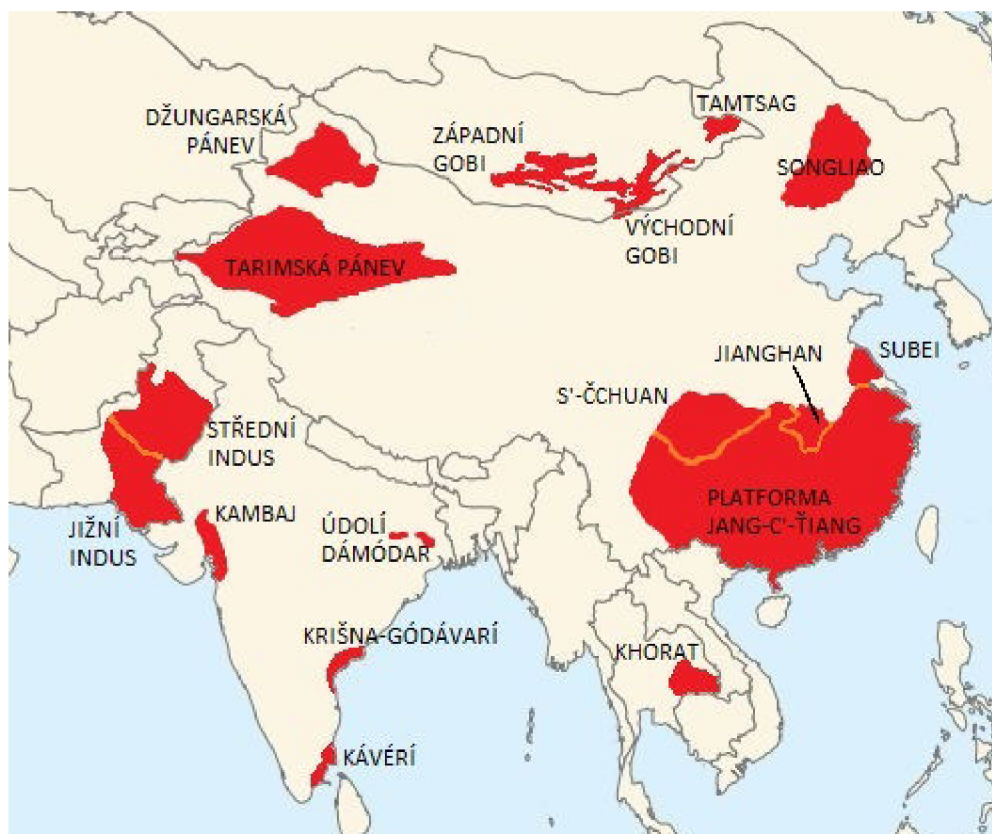 DŽUNGARSKÁ
PÁNEV
ZÁPADNÍ
GOBI
TAMTSAG
SONGLIAO
VÝCHODNÍ
GOBI
TARIMSKÁ PÁNEV
JIANGHAN
SUBEI
S'-ČCHUAN
STŘEDNÍ
INDUS
PLATFORMA
JANG-C'-ŤIANG
KAMBAJ
JIŽNÍ
INDUS
ÚDOLÍ
DÁMÓDAR
KRIŠNA-GÓDÁVARÍ
KHORAT
KÁVÉRÍ